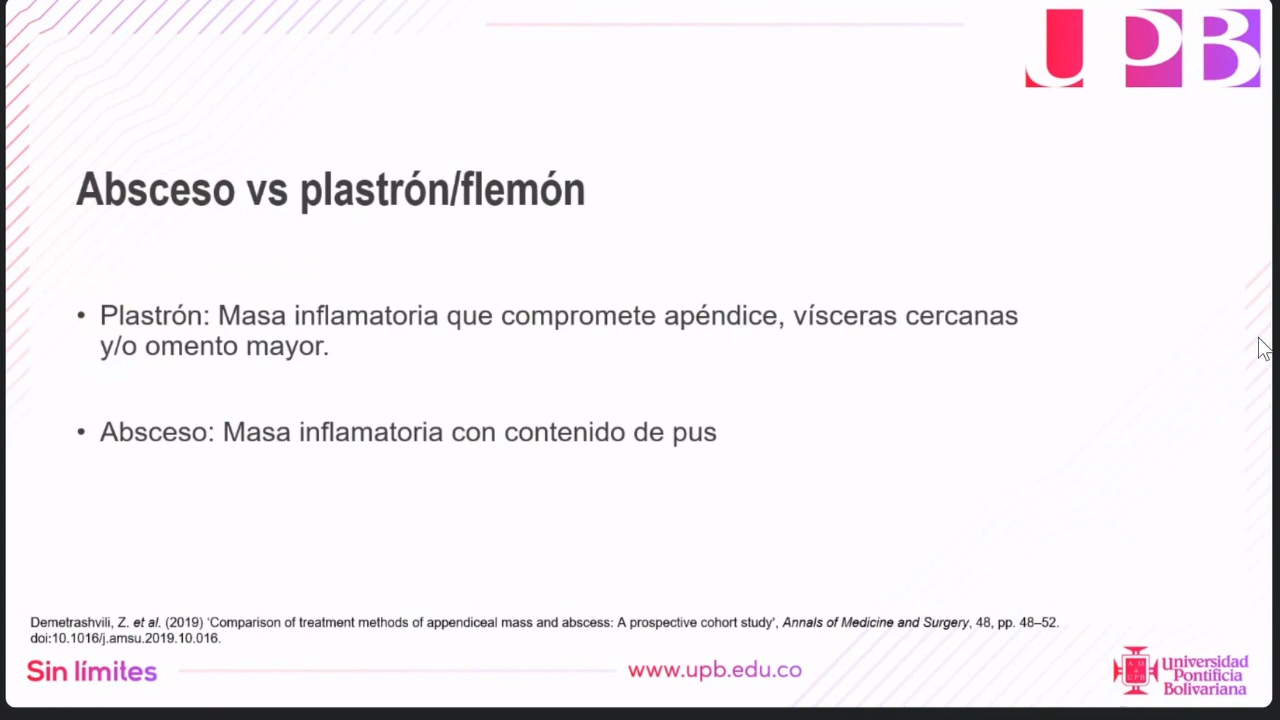 UPB
Absceso vs plastrón/flemón
• Plastrón: Masa inflamatoria que compromete apéndice, vísceras cercanas
y/o omento mayor.
• Absceso: Masa inflamatoria con contenido de pus
Demetrashvili, Z. et al. (2019) ‘Comparison of treatment methods of appendiceal mass and abscess: A prospective cohort study’, Annals of Medicine and Surgery, 48, pp. 48–52.
doi:10.1016/j.amsu.2019.10.016.
Sin límites
www.upb.edu.co
Universidad
Pontificia
Bolivariana